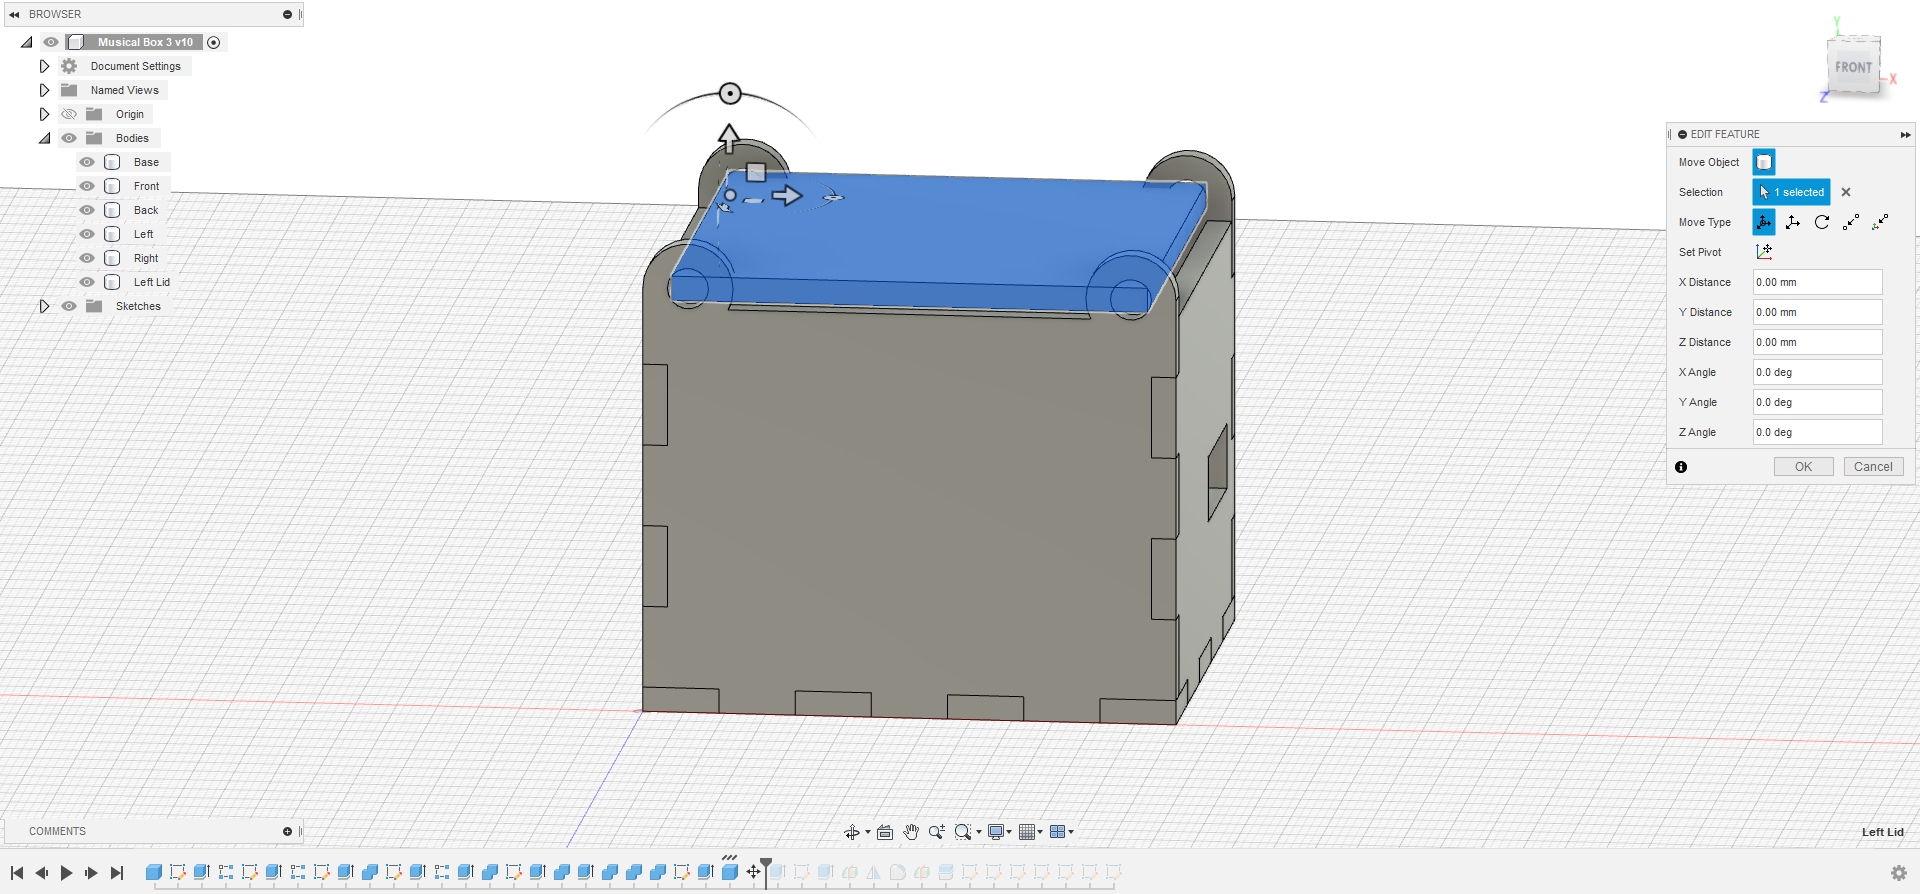 BROWSER
Musical Box 3 v10
Document Settings
Named Views
Origin
Bodies
Base
Front
Back
Left
Right
Left Lid
Sketches
Y
FRONT
X
Z
EDIT FEATURE
Move Object
Selection 1 selected
Move Type
Set Pivot
X Distance 0.00 mm
Y Distance 0.00 mm
Z Distance 0.00 mm
X Angle 0.0 deg
Y Angle 0.0 deg
Z Angle 0.0 deg
OK Cancel
COMMENTS
Left Lid